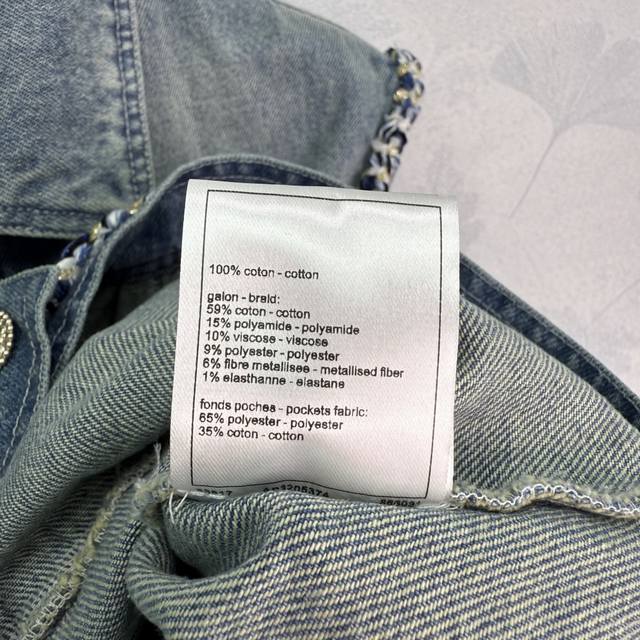 100% coton - cotton
galon - braid:
59% coton - cotton
15% polyamide - polyamide
10% viscose - viscose
9% polyester - polyester
6% fibre metallisee - metallised fiber
1% elasthanne - elastane
fonds poches - pockets fabric:
65% polyester - polyester
35% coton - cotton